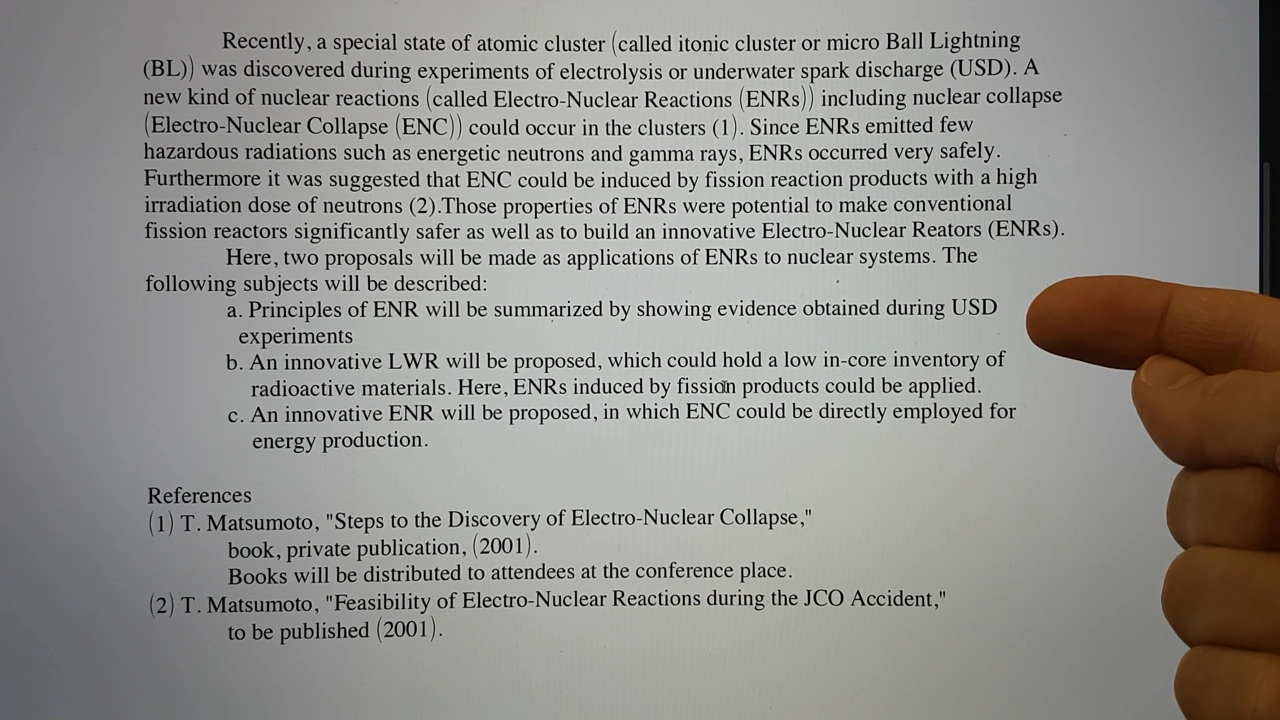 Recently, a special state of atomic cluster (called itonic cluster or micro Ball Lightning
(BL)) was discovered during experiments of electrolysis or underwater spark discharge (USD). A
new kind of nuclear reactions (called Electro-Nuclear Reactions (ENRs)) including nuclear collapse
(Electro-Nuclear Collapse (ENC)) could occur in the clusters (1). Since ENRs emitted few
hazardous radiations such as energetic neutrons and gamma rays, ENRs occurred very safely.
Furthermore it was suggested that ENC could be induced by fission reaction products with a high
irradiation dose of neutrons (2).Those properties of ENRs were potential to make conventional
fission reactors significantly safer as well as to build an innovative Electro-Nuclear Reators (ENRs).
Here, two proposals will be made as applications of ENRs to nuclear systems. The
following subjects will be described:
a. Principles of ENR will be summarized by showing evidence obtained during USD
experiments
b. An innovative LWR will be proposed, which could hold a low in-core inventory of
radioactive materials. Here, ENRs induced by fission products could be applied.
c. An innovative ENR will be proposed, in which ENC could be directly employed for
energy production.
References
(1) T. Matsumoto, "Steps to the Discovery of Electro-Nuclear Collapse,"
book, private publication, (2001).
Books will be distributed to attendees at the conference place.
(2) T. Matsumoto, "Feasibility of Electro-Nuclear Reactions during the JCO Accident,"
to be published (2001).